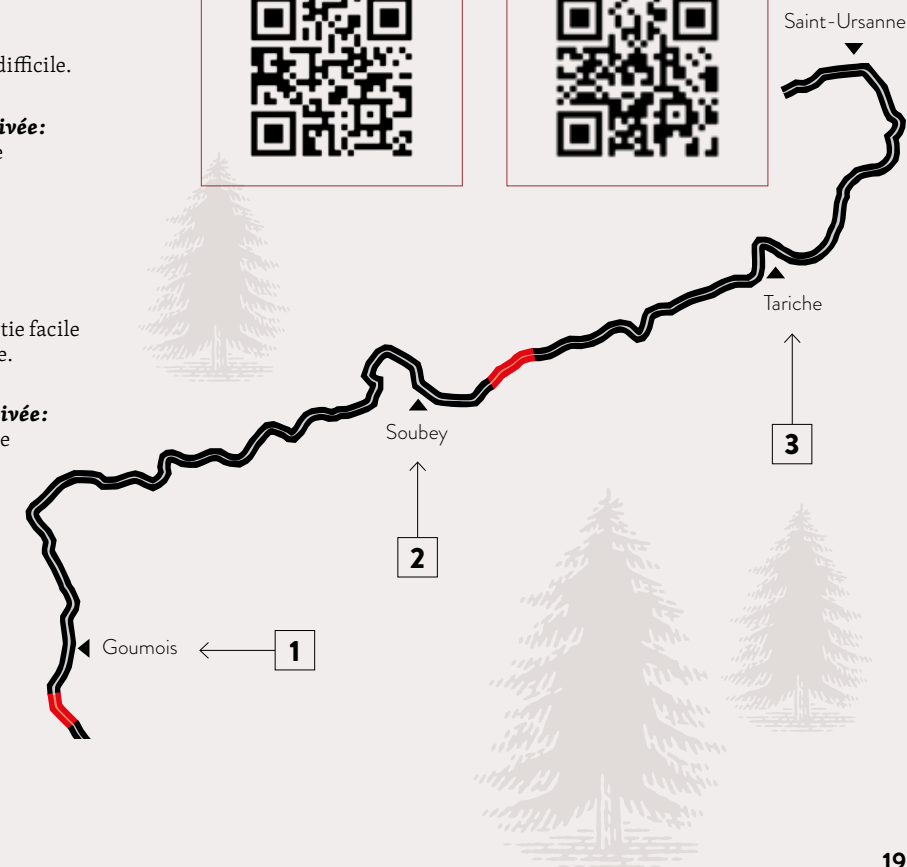 difficile.
ivée:
e
tie facile
e.
ivée:
e
Saint-Ursanne
Tariche
3
Soubey
2
Goumois
1
19